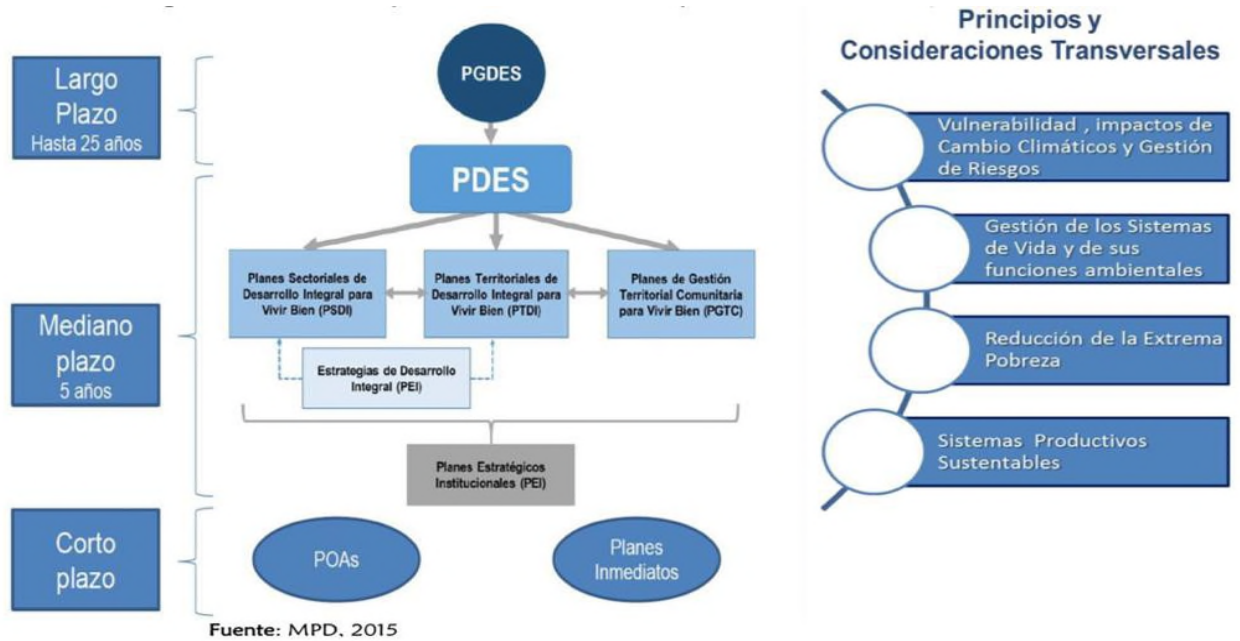 Largo
Plazo
Hasta 25 años
PGDES
PDES
Planes Sectoriales de
Desarrollo Integral para
Vivir Bien (PSDI)
Planes Territoriales de
Desarrollo Integral para
Vivir Bien (PTDI)
Planes de Gestión
Territorial Comunitaria
para Vivir Bien (PGTC)
Mediano
plazo
5 años
Estrategias de Desarrollo
Integral (PEI)
Planes Estratégicos
Institucionales (PEI)
Corto
plazo
POAs
Planes
Inmediatos
Fuente: MPD, 2015
Principios y
Consideraciones Transversales
Vulnerabilidad , impactos de
Cambio Climáticos y Gestión
de Riesgos
Gestión de los Sistemas
de Vida y de sus
funciones ambientales
Reducción de la Extrema
Pobreza
Sistemas Productivos
Sustentables